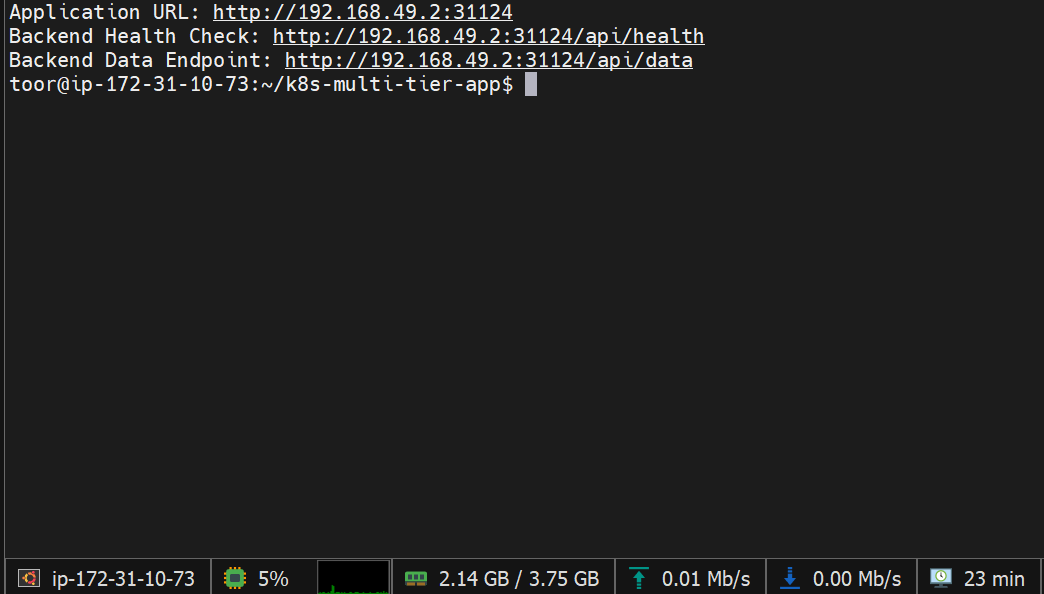 Application URL: http://192.168.49.2:31124
Backend Health Check: http://192.168.49.2:31124/api/health
Backend Data Endpoint: http://192.168.49.2:31124/api/data
toor@ip-172-31-10-73:~/k8s-multi-tier-app$
ip-172-31-10-73 5% 2.14 GB / 3.75 GB 0.01 Mb/s 0.00 Mb/s 23 min